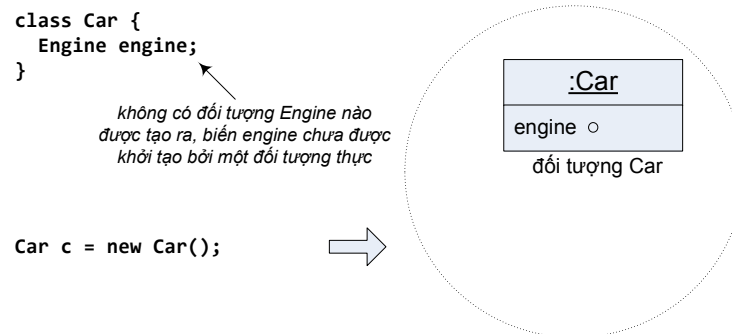 class Car {
Engine engine;
}
không có đối tượng Engine nào
được tạo ra, biến engine chưa được
khởi tạo bởi một đối tượng thực
Car c = new Car();
:Car
engine
đối tượng Car